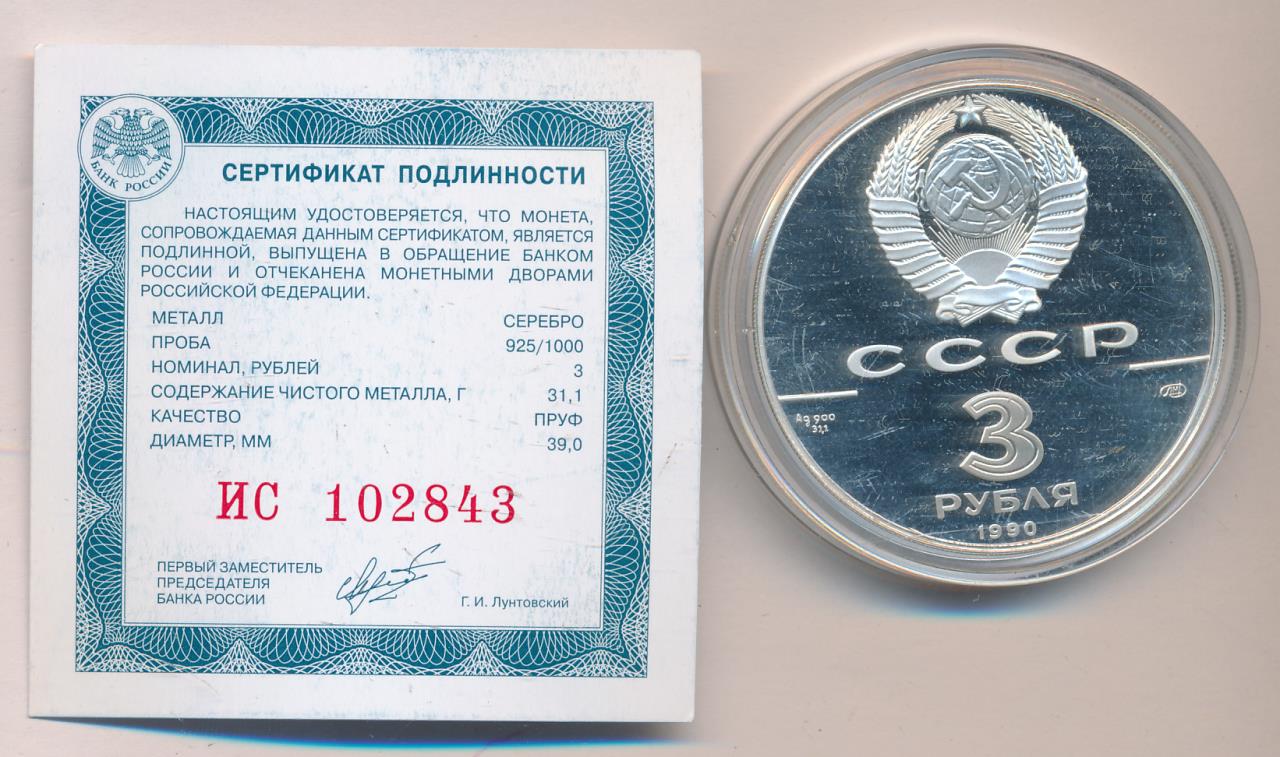 БАНК РОССИИ
СЕРТИФИКАТ ПОДЛИННОСТИ
НАСТОЯЩИМ УДОСТОВЕРЯЕТСЯ, ЧТО МОНЕТА,
СОПРОВОЖДАЕМАЯ ДАННЫМ СЕРТИФИКАТОМ, ЯВЛЯЕТСЯ
ПОДЛИННОЙ, ВЫПУЩЕНА В ОБРАЩЕНИЕ БАНКОМ
РОССИИ И ОТЧЕКАНЕНА МОНЕТНЫМИ ДВОРАМИ
РОССИЙСКОЙ ФЕДЕРАЦИИ.
МЕТАЛЛ СЕРЕБРО
ПРОБА 925/1000
НОМИНАЛ, РУБЛЕЙ 3
СОДЕРЖАНИЕ ЧИСТОГО МЕТАЛЛА, Г 31,1
КАЧЕСТВО ПРУФ
ДИАМЕТР, ММ 39,0
ИС 102843
ПЕРВЫЙ ЗАМЕСТИТЕЛЬ
ПРЕДСЕДАТЕЛЯ
БАНКА РОССИИ
Г. И. Лунтовский
СССР
Ag 900
31,1
3
РУБЛЯ
1990